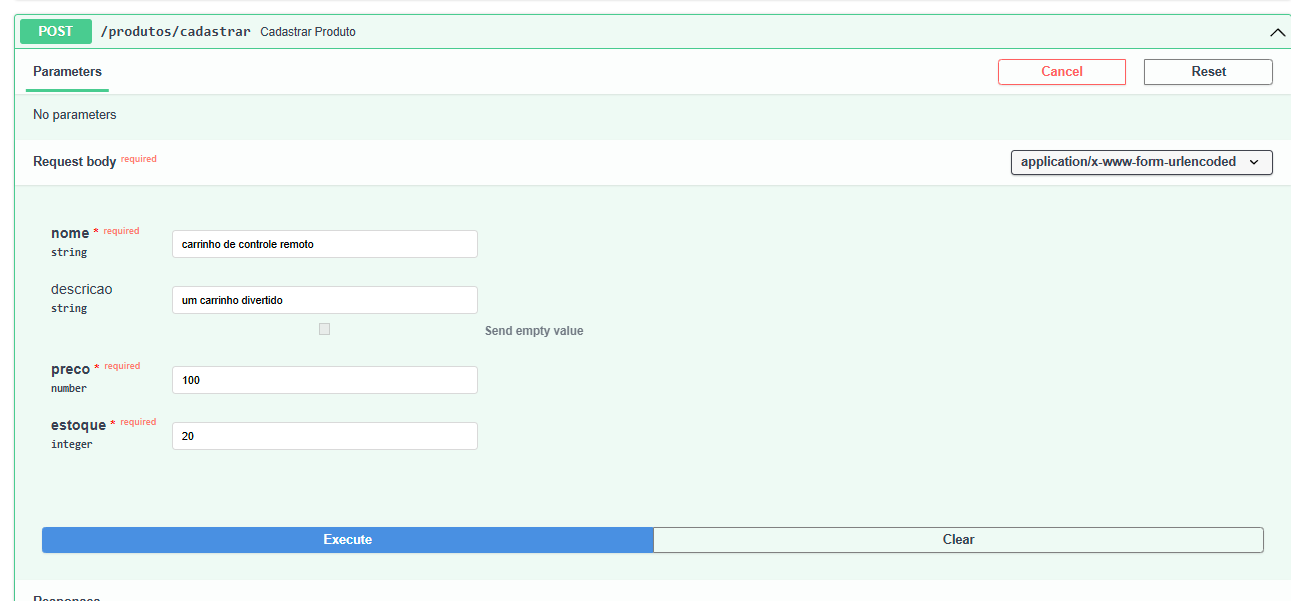 POST /produtos/cadastrar Cadastrar Produto
Parameters
Cancel
Reset
No parameters
Request body required
application/x-www-form-urlencoded
nome * required
string
carrinho de controle remoto
descricao
string
um carrinho divertido
Send empty value
preco * required
number
100
estoque * required
integer
20
Execute
Clear
Responses